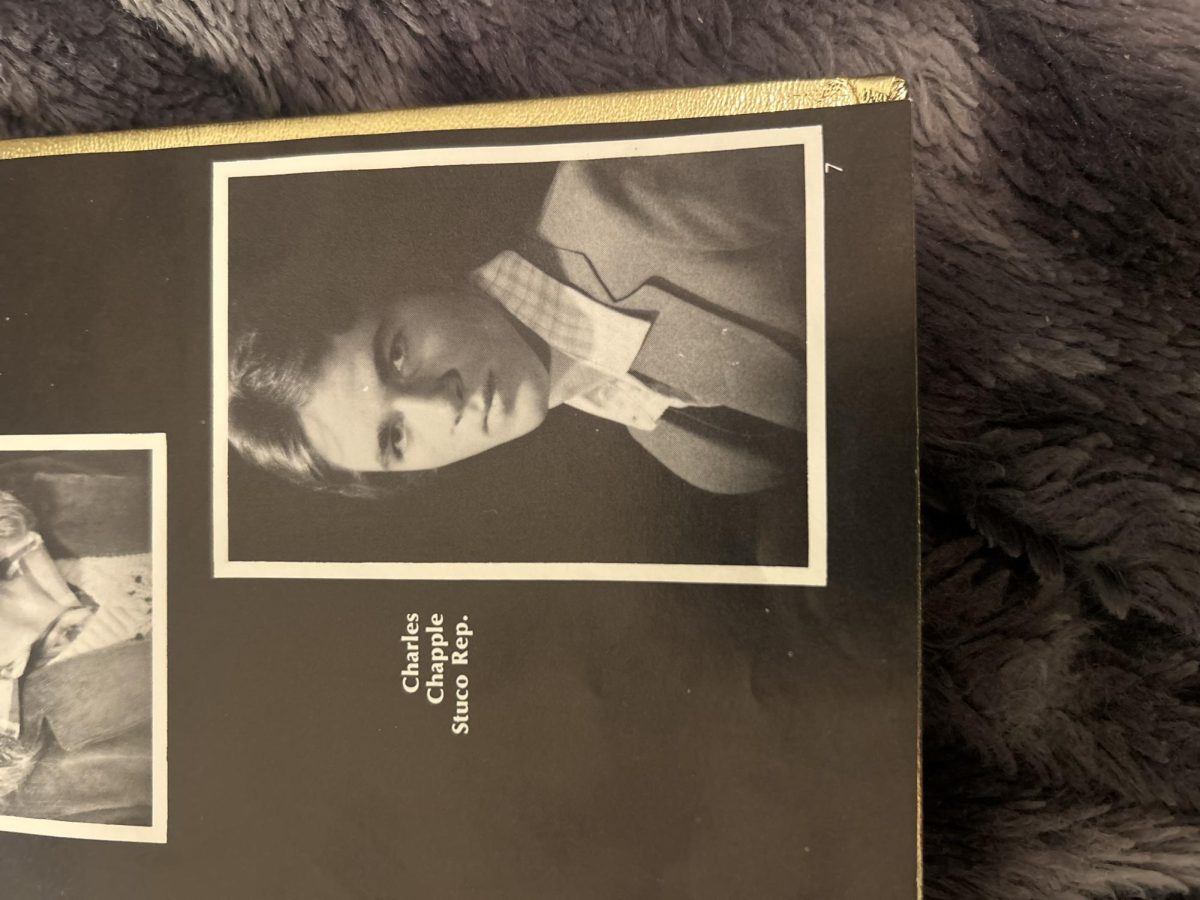 Charles
Chapple
Stuco Rep.
7